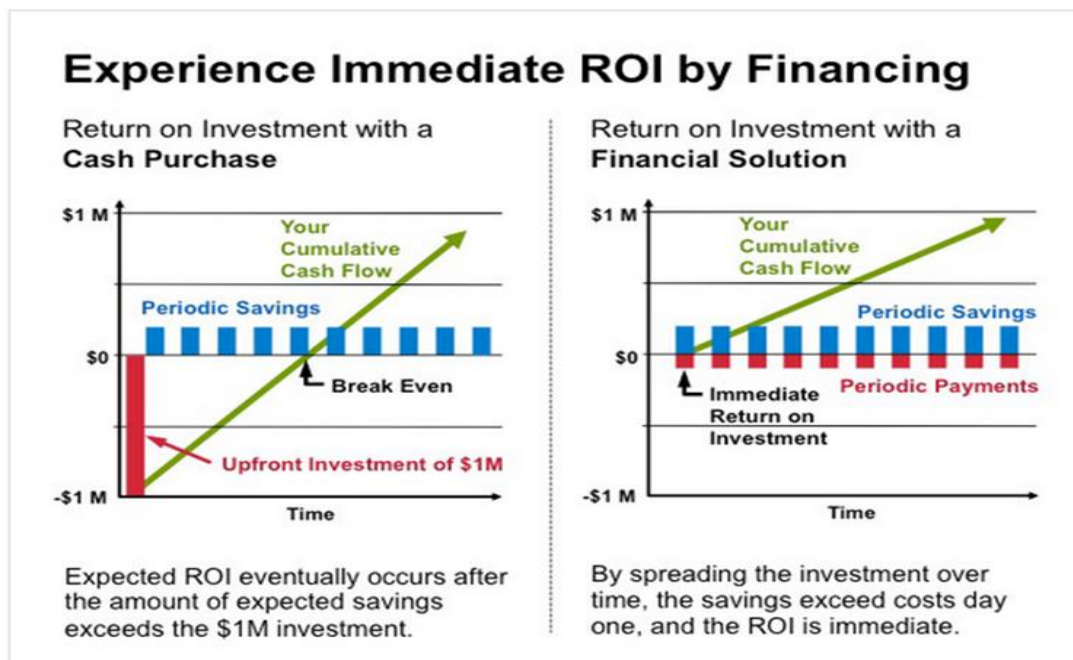 Experience Immediate ROI by Financing
Return on Investment with a
Cash Purchase
$1 M
Your
Cumulative
Cash Flow
Periodic Savings
$0
Break Even
Upfront Investment of $1M
-$1 M
Time
Expected ROI eventually occurs after
the amount of expected savings
exceeds the $1M investment.
Return on Investment with a
Financial Solution
$1 M
Your
Cumulative
Cash Flow
Periodic Savings
$0
Periodic Payments
Immediate
Return on
Investment
-$1 M
Time
By spreading the investment over
time, the savings exceed costs day
one, and the ROI is immediate.